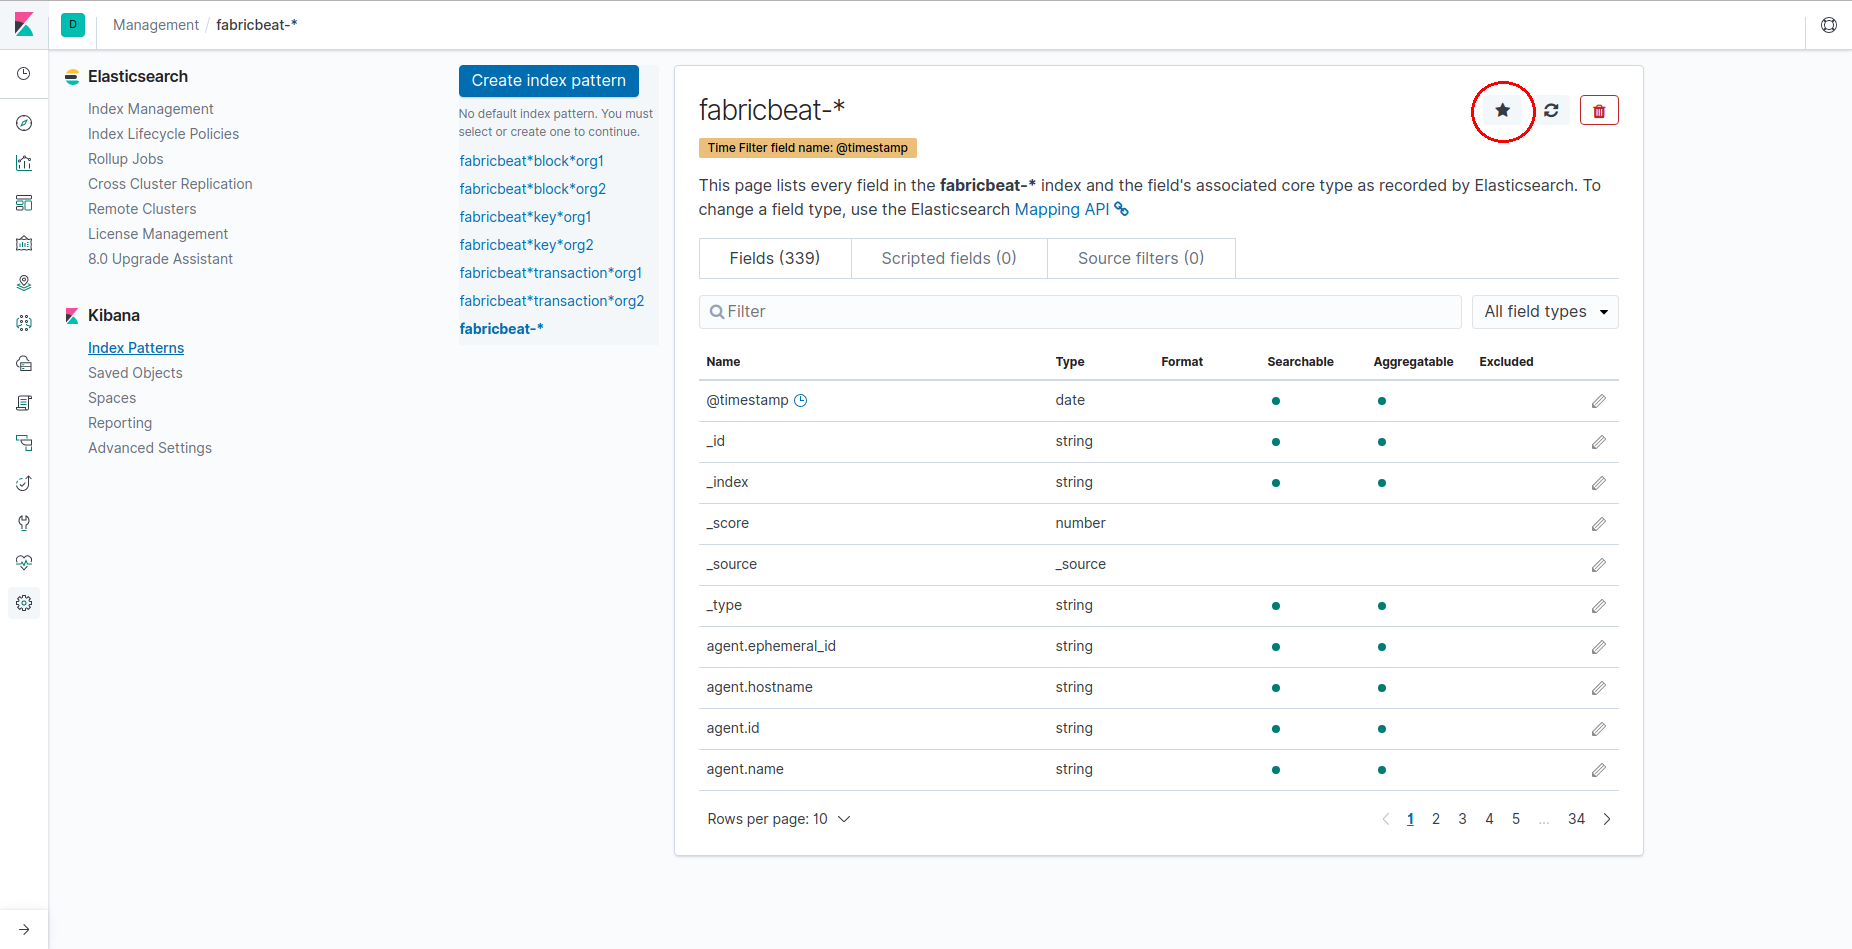 D
Management / fabricbeat-*
Elasticsearch
Index Management
Index Lifecycle Policies
Rollup Jobs
Cross Cluster Replication
Remote Clusters
License Management
8.0 Upgrade Assistant
Kibana
Index Patterns
Saved Objects
Spaces
Reporting
Advanced Settings
Create index pattern
No default index pattern. You must
select or create one to continue.
fabricbeat*block*org1
fabricbeat*block*org2
fabricbeat*key*org1
fabricbeat*key*org2
fabricbeat*transaction*org1
fabricbeat*transaction*org2
fabricbeat-*
fabricbeat-*
Time Filter field name: @timestamp
This page lists every field in the fabricbeat-* index and the field's associated core type as recorded by Elasticsearch. To
change a field type, use the Elasticsearch Mapping API
Fields (339) Scripted fields (0) Source filters (0)
Filter All field types
Name Type Format Searchable Aggregatable Excluded
@timestamp date
_id string
_index string
_score number
_source _source
_type string
agent.ephemeral_id string
agent.hostname string
agent.id string
agent.name string
Rows per page: 10 1 2 3 4 5 ... 34